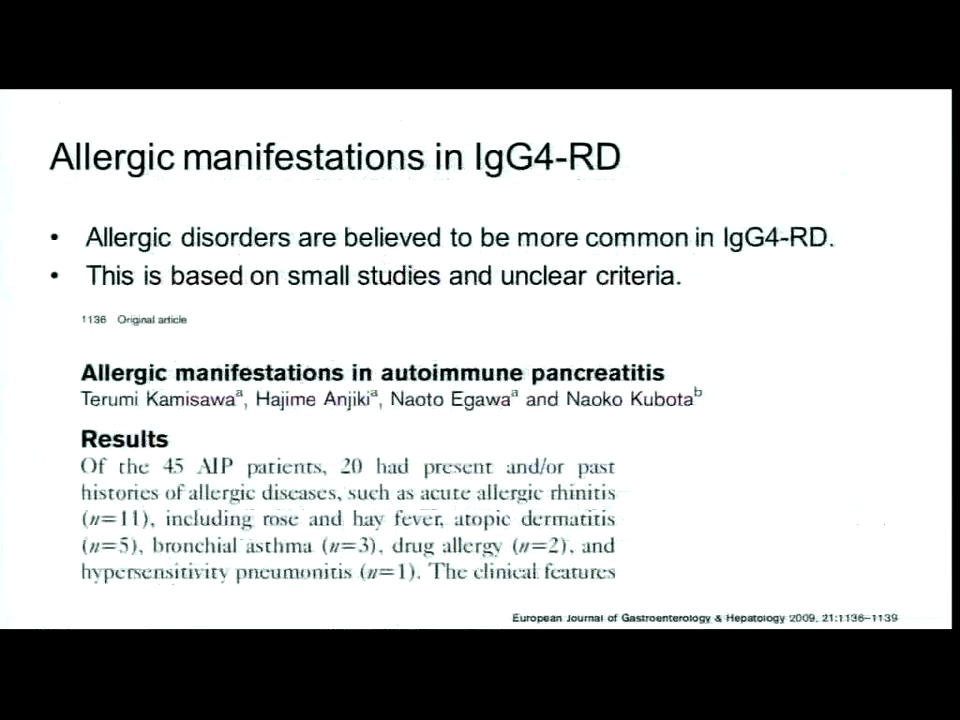 Allergic manifestations in IgG4-RD
• Allergic disorders are believed to be more common in IgG4-RD.
• This is based on small studies and unclear criteria.
1136 Original article
Allergic manifestations in autoimmune pancreatitis
Terumi Kamisawaa, Hajime Anjikia, Naoto Egawaa and Naoko Kubotab
Results
Of the 45 AIP patients, 20 had present and/or past
histories of allergic diseases, such as acute allergic rhinitis
(n=11), including rose and hay fever, atopic dermatitis
(n=5), bronchial asthma (n=3), drug allergy (n=2), and
hypersensitivity pneumonitis (n=1). The clinical features
European Journal of Gastroenterology & Hepatology 2009, 21:1136–1139